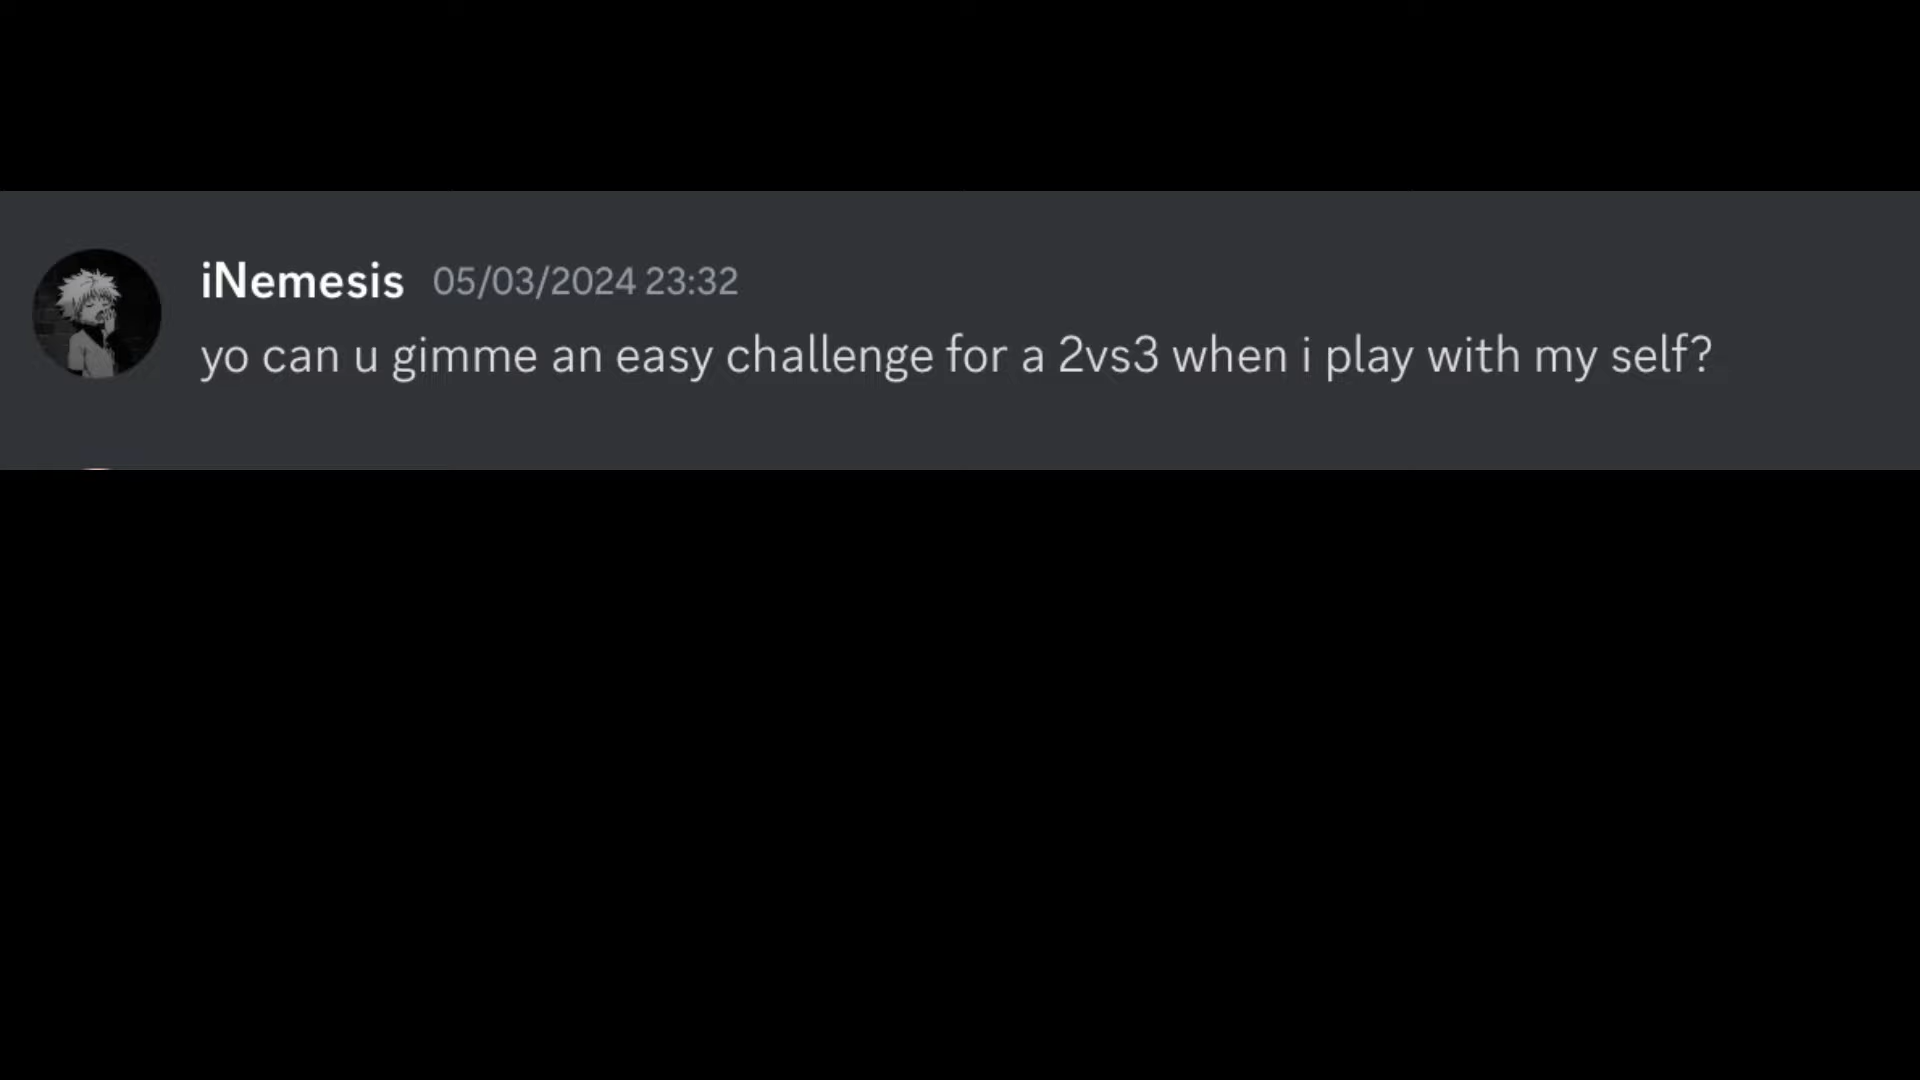 iNemesis 05/03/2024 23:32
yo can u gimme an easy challenge for a 2vs3 when i play with my self?